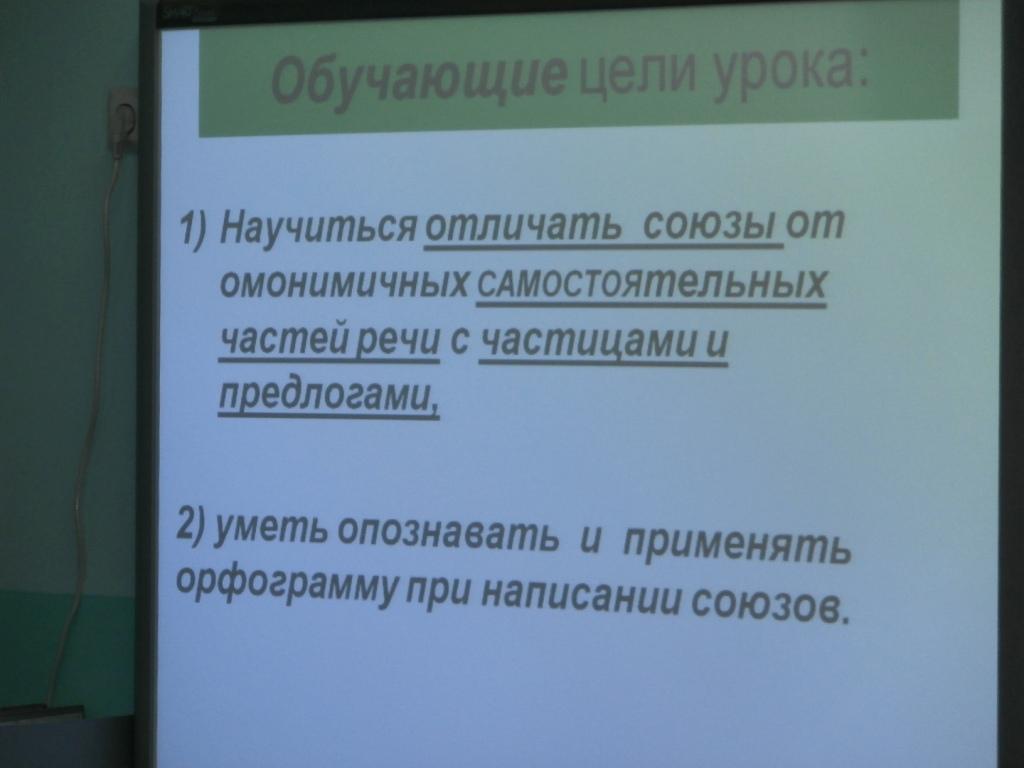 SMART
Обучающие цели урока:
1) Научиться отличать союзы от
омонимичных САМОСТОЯтельных
частей речи с частицами и
предлогами,
2) уметь опознавать и применять
орфограмму при написании союзов.